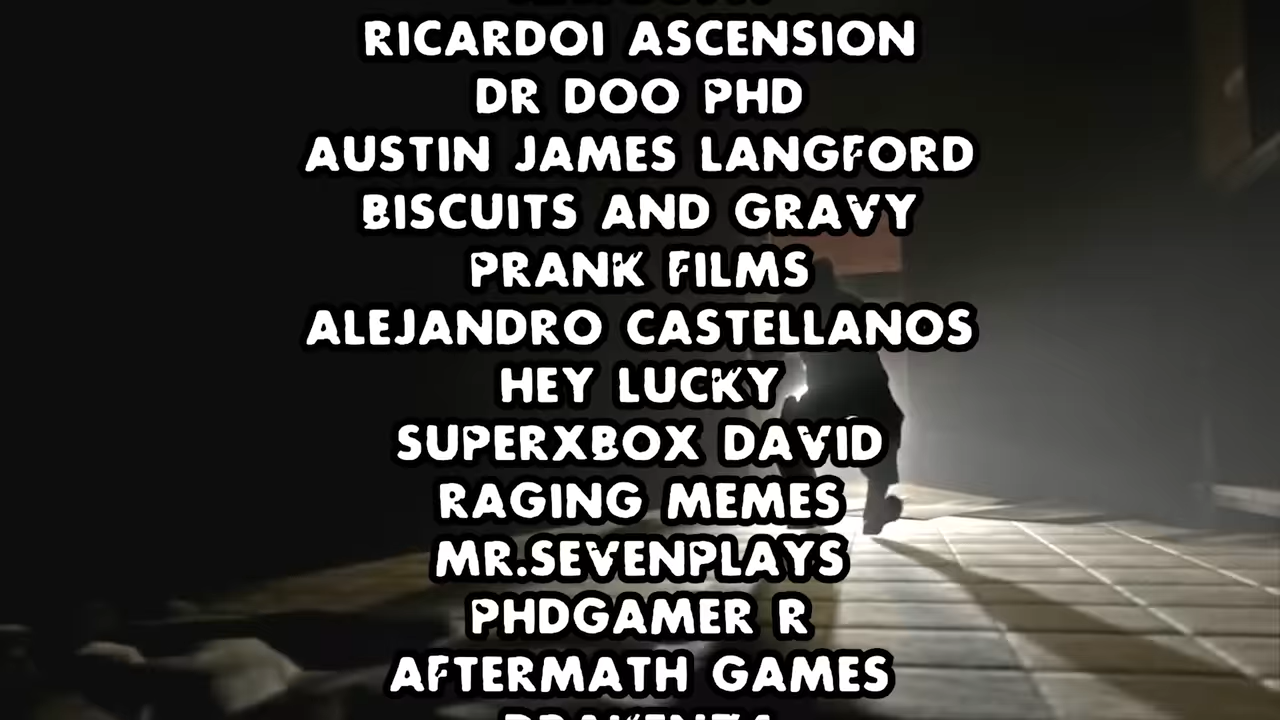 RICARDOI ASCENSION
DR DOO PHD
AUSTIN JAMES LANGFORD
BISCUITS AND GRAVY
PRANK FILMS
ALEJANDRO CASTELLANOS
HEY LUCKY
SUPERXBOX DAVID
RAGING MEMES
MR.SEVENPLAYS
PHDGAMER R
AFTERMATH GAMES